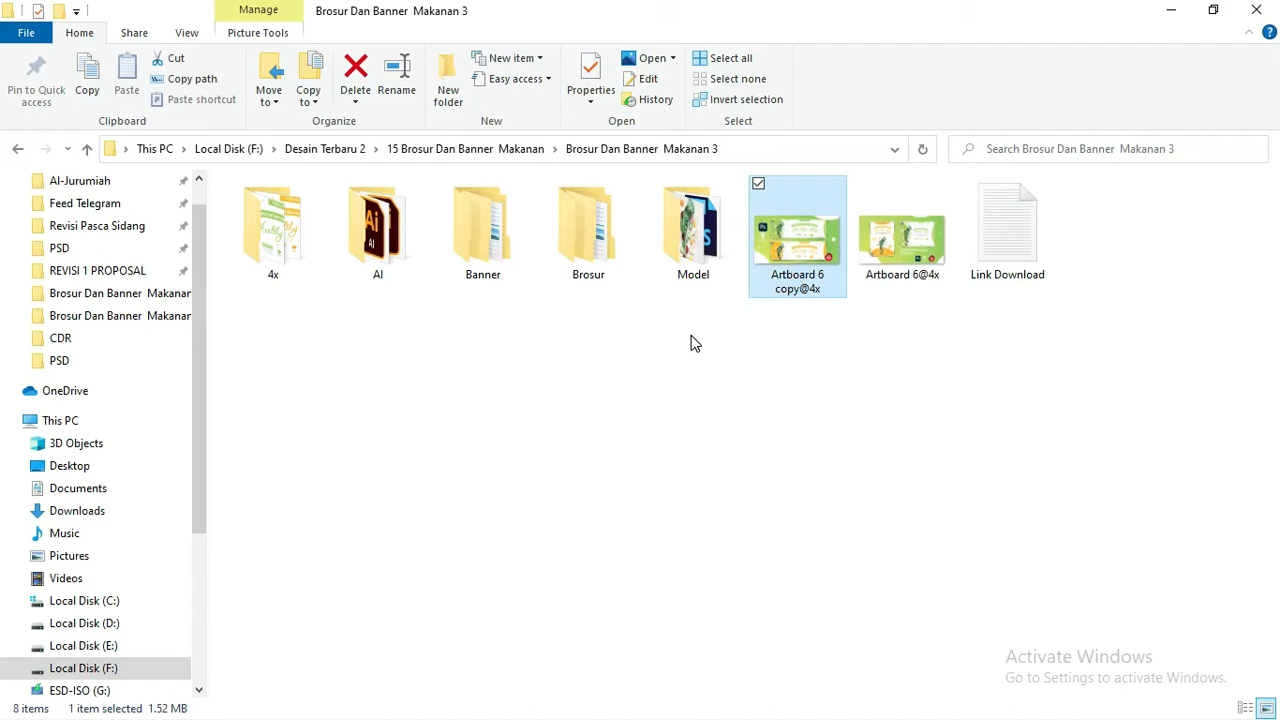 Manage
Brosur Dan Banner Makanan 3
File
Home
Share
View
Picture Tools
Pin to Quick access
Copy
Paste
Cut
Copy path
Paste shortcut
Move to
Copy to
Delete
Rename
New folder
New item
Easy access
Properties
Open
Edit
History
Select all
Select none
Invert selection
Clipboard
Organize
New
Open
Select
This PC
Local Disk (F:)
Desain Terbaru 2
15 Brosur Dan Banner Makanan
Brosur Dan Banner Makanan 3
Search Brosur Dan Banner Makanan 3
Al-Jurumiah
Feed Telegram
Revisi Pasca Sidang
PSD
REVISI 1 PROPOSAL
Brosur Dan Banner Makanan
Brosur Dan Banner Makanan
CDR
PSD
OneDrive
This PC
3D Objects
Desktop
Documents
Downloads
Music
Pictures
Videos
Local Disk (C:)
Local Disk (D:)
Local Disk (E:)
Local Disk (F:)
ESD-ISO (G:)
4x
Ai
AI
AI
Banner
Brosur
Model
Artboard 6
copy@4x
Artboard 6@4x
Link Download
Activate Windows
Go to Settings to activate Windows.
8 items
1 item selected 1.52 MB